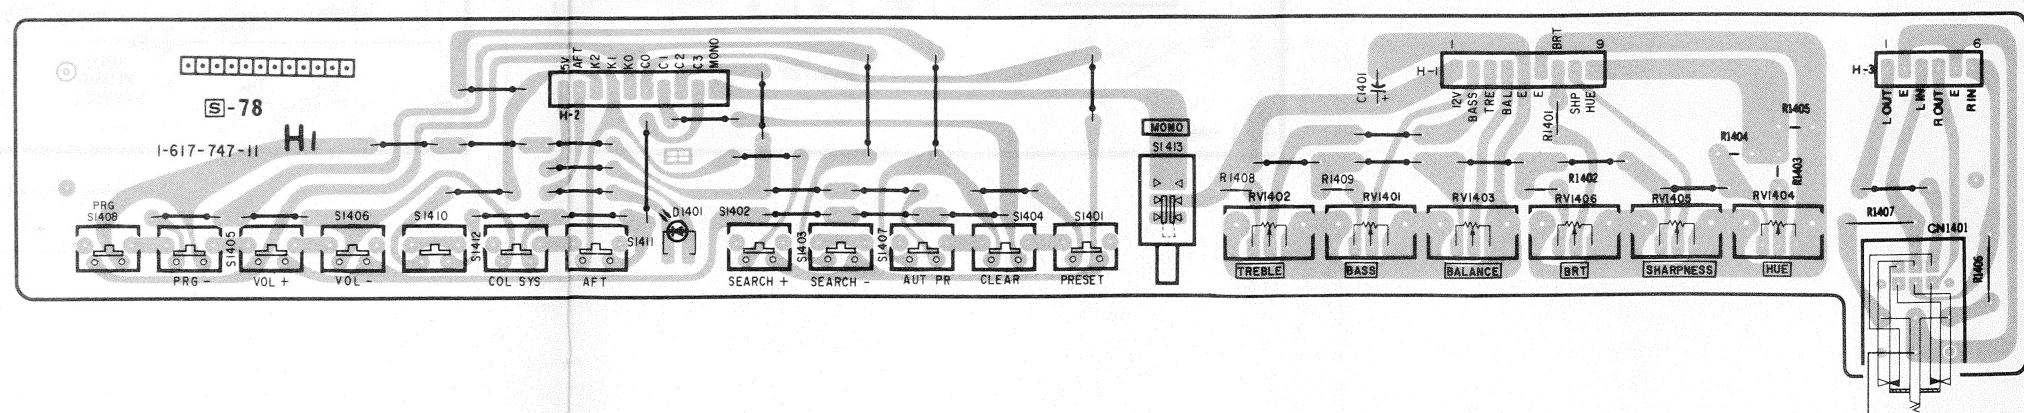 S-78
1-617-747-11
H1
5V
AFT
K2
K1
K0
C0
C1
C2
C3
MONO
H-2
PRG
S1408
PRG -
S1405
VOL +
S1406
VOL -
S1410
S1412
COL SYS
AFT
S1411
D1401
S1402
SEARCH +
S1403
SEARCH -
S1407
AUT PR
CLEAR
S1404
S1401
PRESET
MONO
S1413
C1401
+
1
BRT
9
H-1
12V
BASS
TRE
BAL
E
E
R1401
SHP
HUE
R1405
R1404
R1403
R1408
R1409
R1402
RV1402
RV1401
RV1403
RV1406
RV1405
RV1404
TREBLE
BASS
BALANCE
BRT
SHARPNESS
HUE
1
6
H-3
L OUT
E
L IN
R OUT
E
R IN
R1407
CN1401
R1406